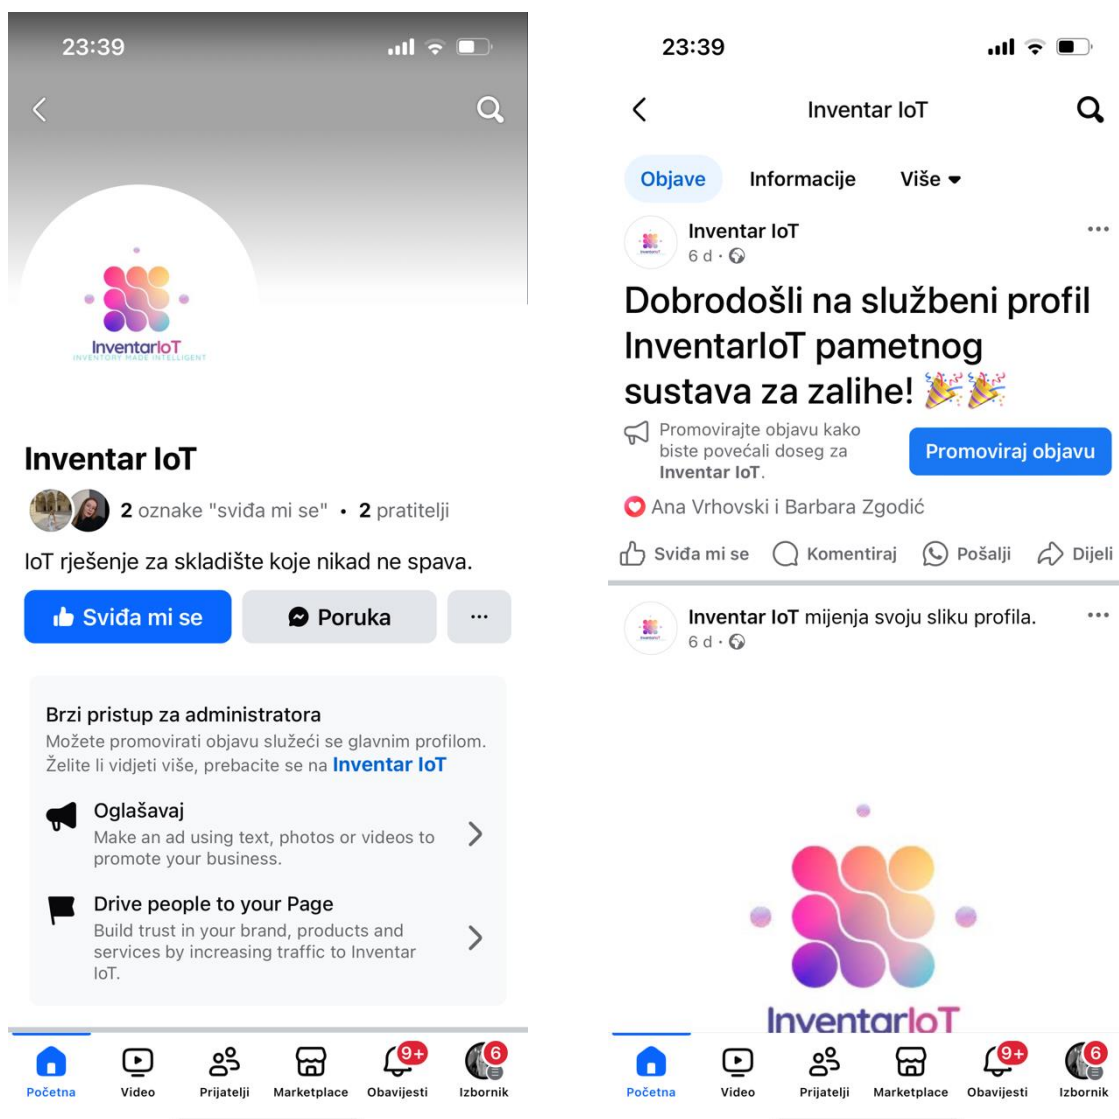 23:39
InventarIoT
INVENTORY MADE INTELLIGENT
Inventar IoT
2 oznake "sviđa mi se" • 2 pratitelji
IoT rješenje za skladište koje nikad ne spava.
Sviđa mi se
Poruka
Brzi pristup za administratora
Možete promovirati objavu služeći se glavnim profilom.
Želite li vidjeti više, prebacite se na Inventar IoT
Oglašavaj
Make an ad using text, photos or videos to
promote your business.
Drive people to your Page
Build trust in your brand, products and
services by increasing traffic to Inventar
IoT.
9+
6
Početna
Video
Prijatelji
Marketplace
Obavijesti
Izbornik
23:39
Inventar IoT
Objave
Informacije
Više
Inventar IoT
6 d ·
Dobrodošli na službeni profil
InventarIoT pametnog
sustava za zalihe! 🎉🎉
Promovirajte objavu kako
biste povećali doseg za
Inventar IoT.
Promoviraj objavu
Ana Vrhovski i Barbara Zgodić
Sviđa mi se
Komentiraj
Pošalji
Dijeli
Inventar IoT mijenja svoju sliku profila.
6 d ·
InventarIoT
9+
6
Početna
Video
Prijatelji
Marketplace
Obavijesti
Izbornik